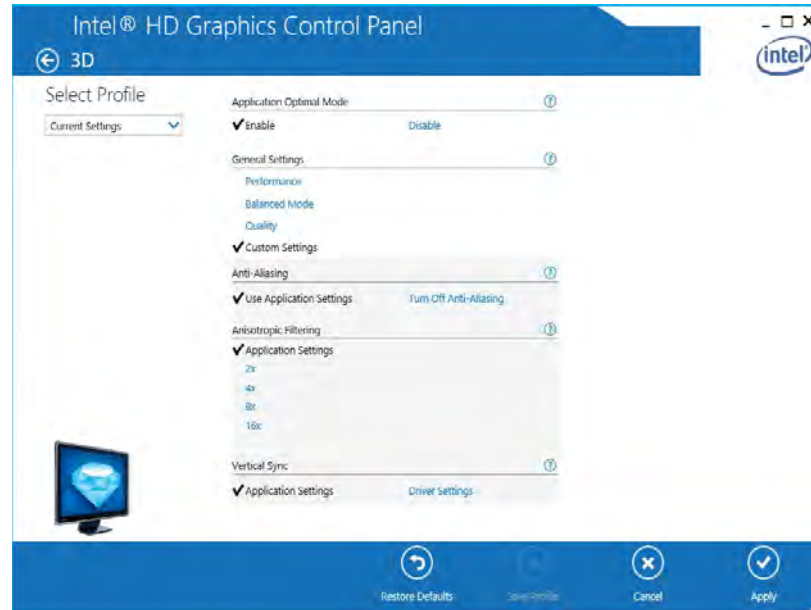 Intel® HD Graphics Control Panel
intel
3D
Select Profile
Current Settings
Application Optimal Mode ?
✔Enable Disable
General Settings ?
Performance
Balanced Mode
Quality
✔Custom Settings
Anti-Aliasing ?
✔Use Application Settings Turn Off Anti-Aliasing
Anisotropic Filtering ?
✔Application Settings
2x
4x
8x
16x
Vertical Sync ?
✔Application Settings Driver Settings
Restore Defaults Save Profile Cancel Apply